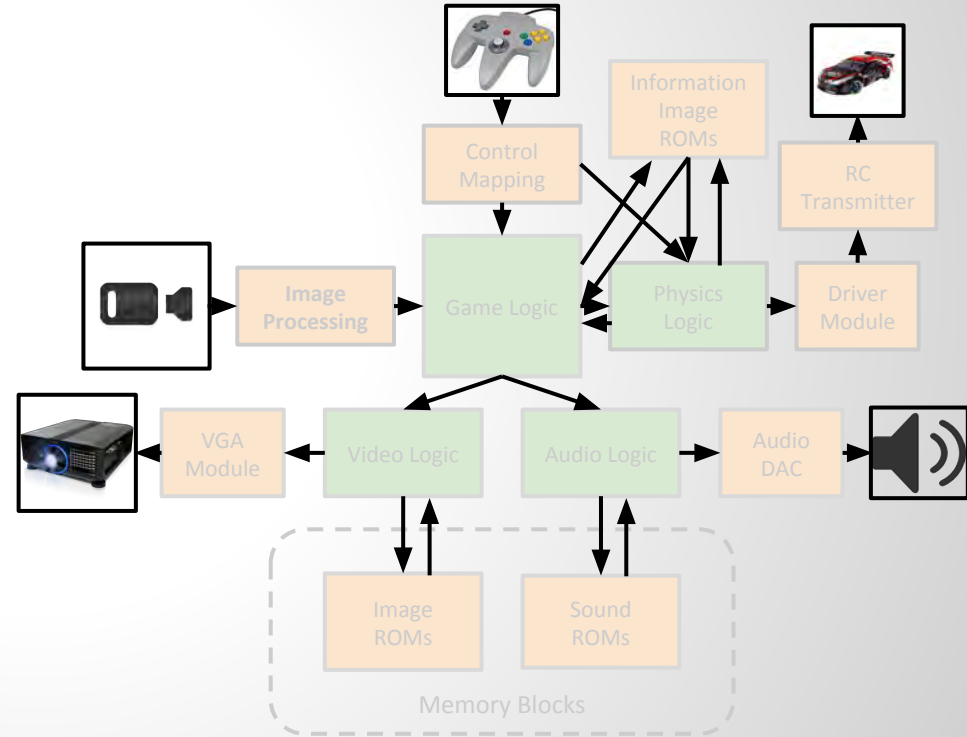 Information
Image
ROMs
Control
Mapping
RC
Transmitter
Image
Processing
Game Logic
Physics
Logic
Driver
Module
VGA
Module
Video Logic
Audio Logic
Audio
DAC
Image
ROMs
Sound
ROMs
Memory Blocks